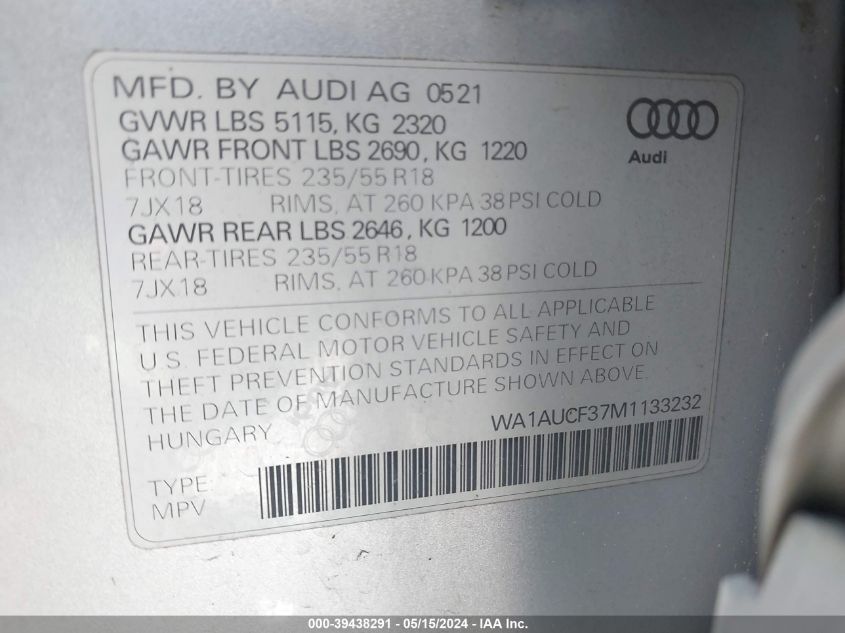 MFD. BY AUDI AG 0521
GVWR LBS 5115, KG 2320
GAWR FRONT LBS 2690, KG 1220
FRONT-TIRES 235/55 R18
7JX18 RIMS, AT 260 KPA 38 PSI COLD
GAWR REAR LBS 2646, KG 1200
REAR-TIRES 235/55 R18
7JX18 RIMS, AT 260 KPA 38 PSI COLD
Audi
THIS VEHICLE CONFORMS TO ALL APPLICABLE
U.S. FEDERAL MOTOR VEHICLE SAFETY AND
THEFT PREVENTION STANDARDS IN EFFECT ON
THE DATE OF MANUFACTURE SHOWN ABOVE.
HUNGARY
WA1AUCF37M1133232
TYPE:
MPV
000-39438291 - 05/15/2024 - IAA Inc.